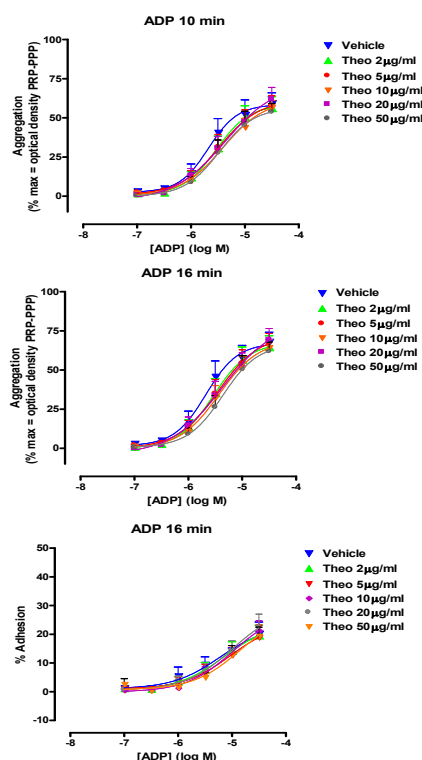 ADP 10 min
Aggregation
(% max = optical density PRP-PPP)
100
75
50
25
0
-8
-7
-6
-5
-4
[ADP] (log M)
Vehicle
Theo 2µg/ml
Theo 5µg/ml
Theo 10µg/ml
Theo 20µg/ml
Theo 50µg/ml
ADP 16 min
Aggregation
(% max = optical density PRP-PPP)
100
75
50
25
0
-8
-7
-6
-5
-4
[ADP] (log M)
Vehicle
Theo 2µg/ml
Theo 5µg/ml
Theo 10µg/ml
Theo 20µg/ml
Theo 50µg/ml
ADP 16 min
% Adhesion
50
40
30
20
10
0
-10
-8
-7
-6
-5
-4
[ADP] (log M)
Vehicle
Theo 2µg/ml
Theo 5µg/ml
Theo 10µg/ml
Theo 20µg/ml
Theo 50µg/ml